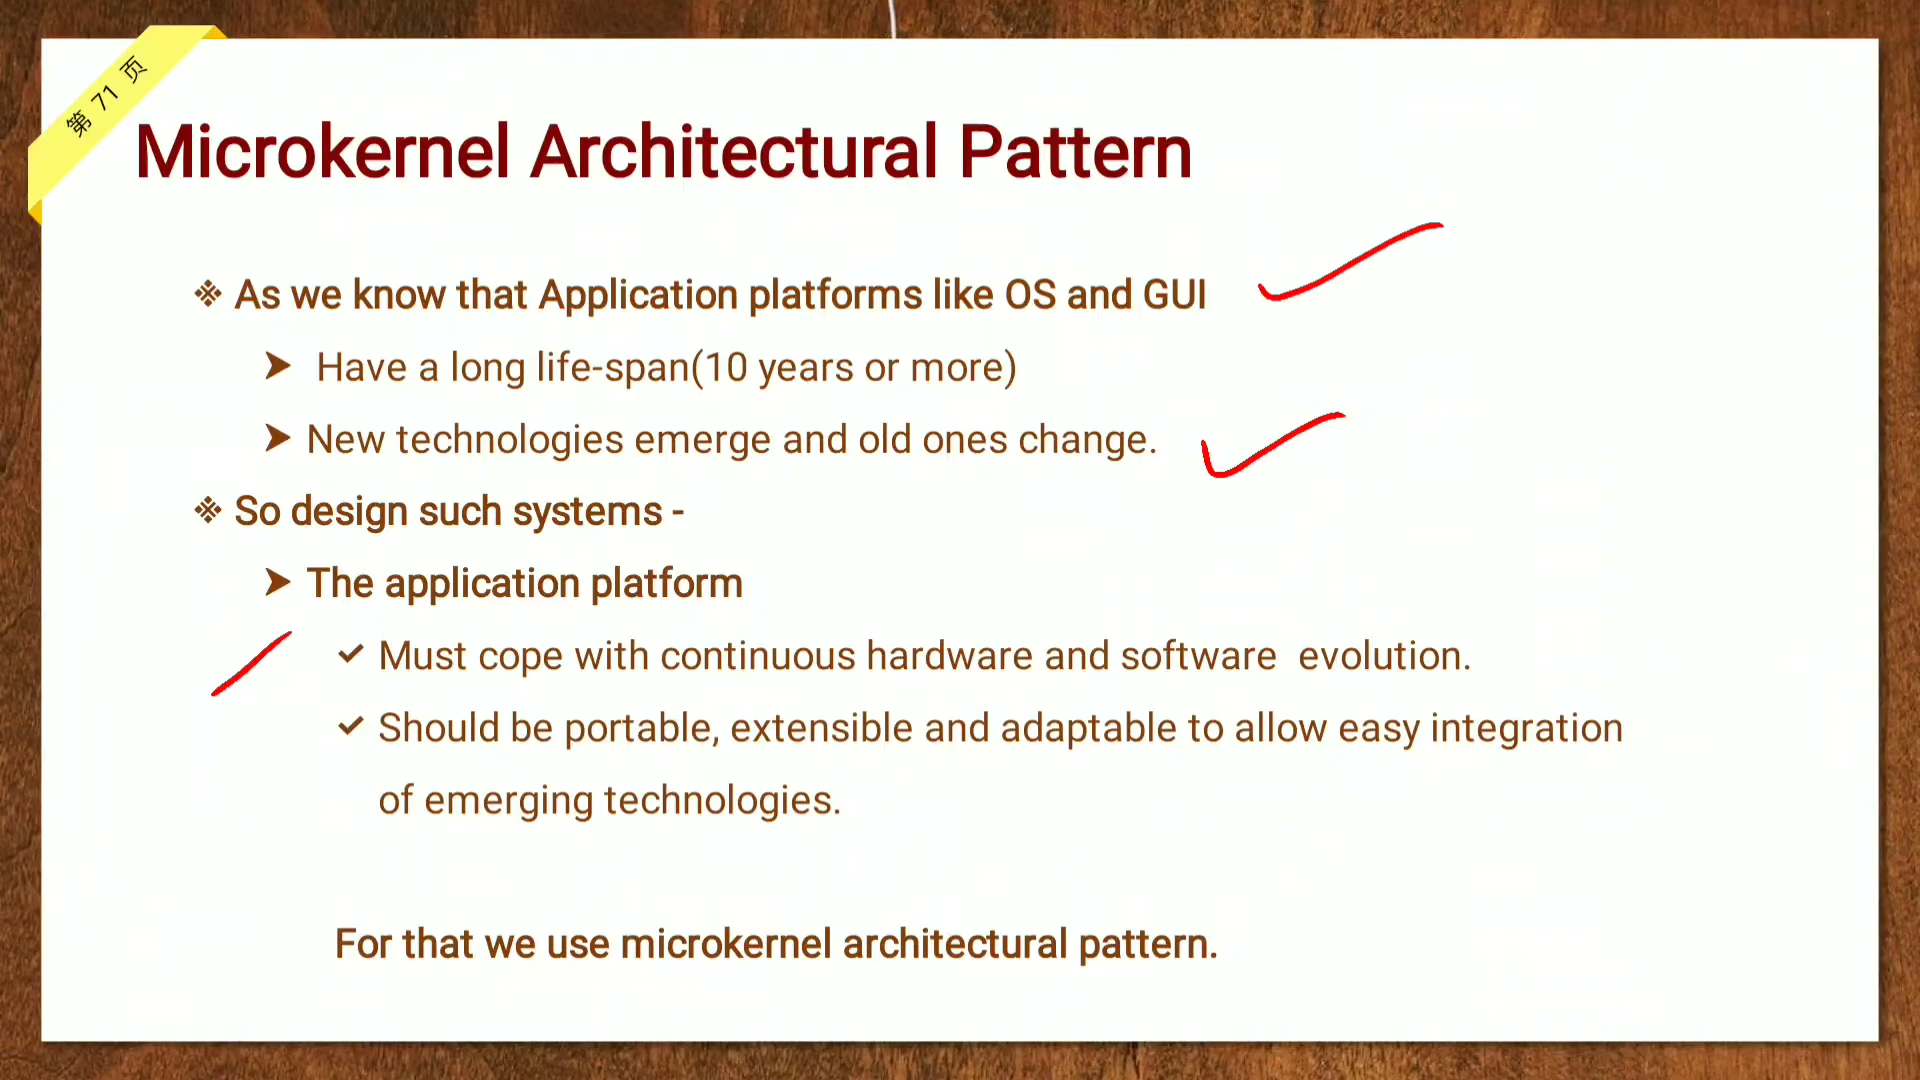 第 71 页
Microkernel Architectural Pattern
As we know that Application platforms like OS and GUI
Have a long life-span(10 years or more)
New technologies emerge and old ones change.
So design such systems -
The application platform
Must cope with continuous hardware and software evolution.
Should be portable, extensible and adaptable to allow easy integration
of emerging technologies.
For that we use microkernel architectural pattern.